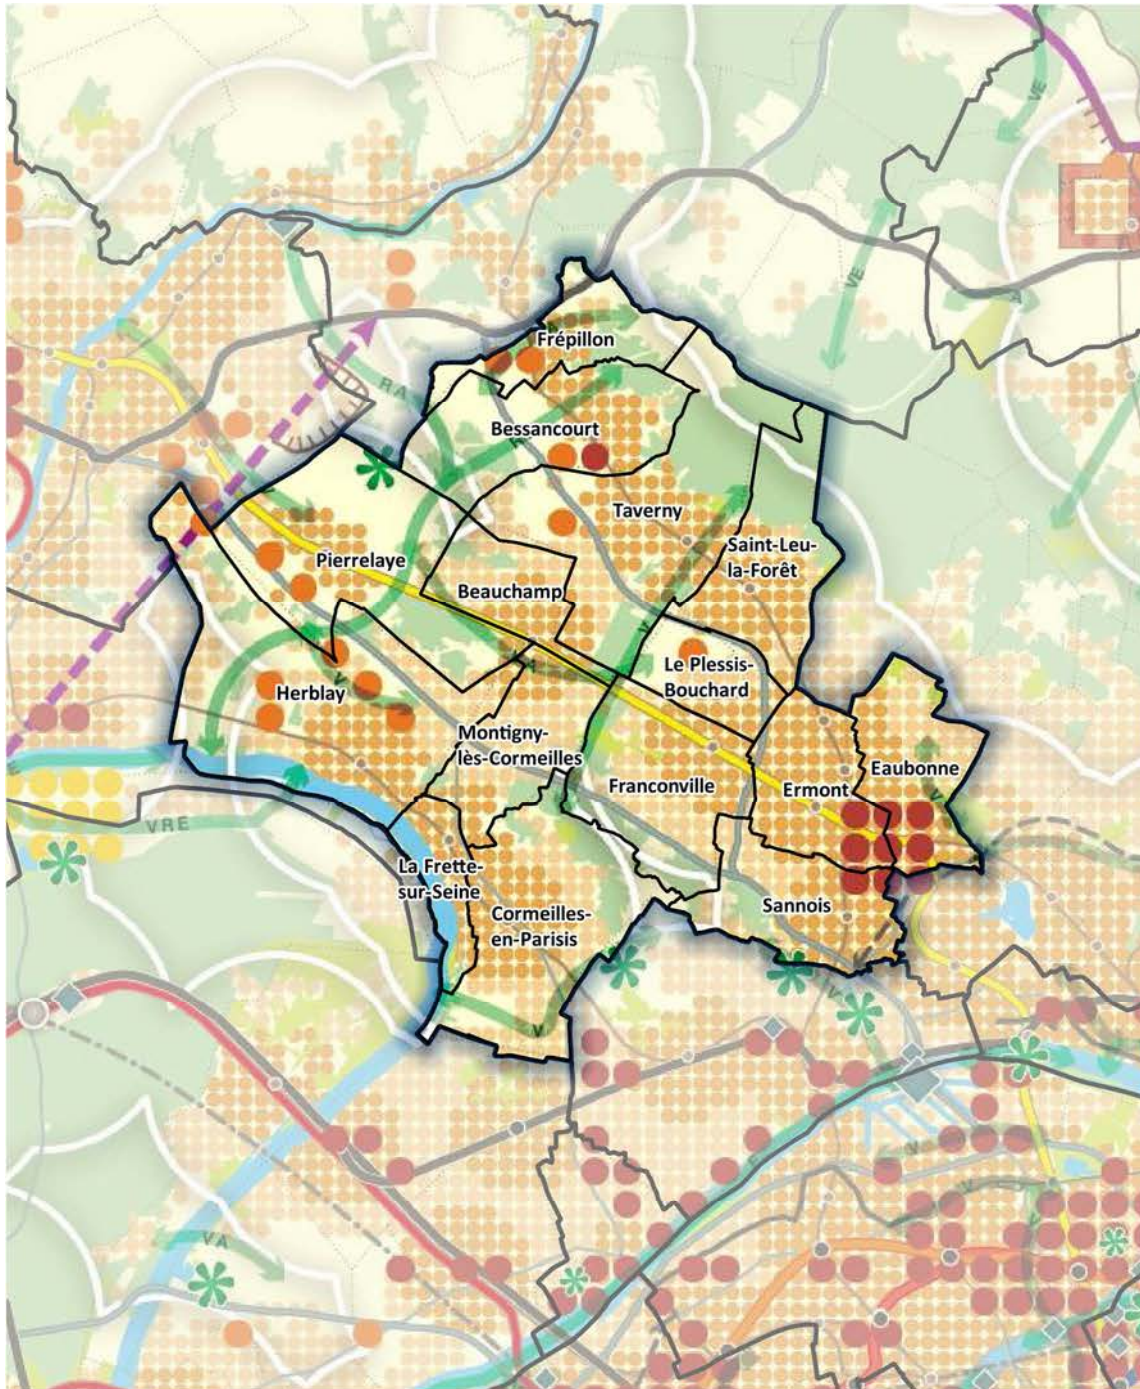 VE
VE
VE
RA
Frépillon
Bessancourt
Taverny
Saint-Leu-
la-Forêt
Pierrelaye
Beauchamp
V
Le Plessis-
Bouchard
Herblay
V
Montigny-
lès-Cormeilles
Eaubonne
Franconville
Ermont
V
VRE
La Frette-
sur-Seine
Cormeilles-
en-Parisis
Sannois
V
V
V
V
V
VA